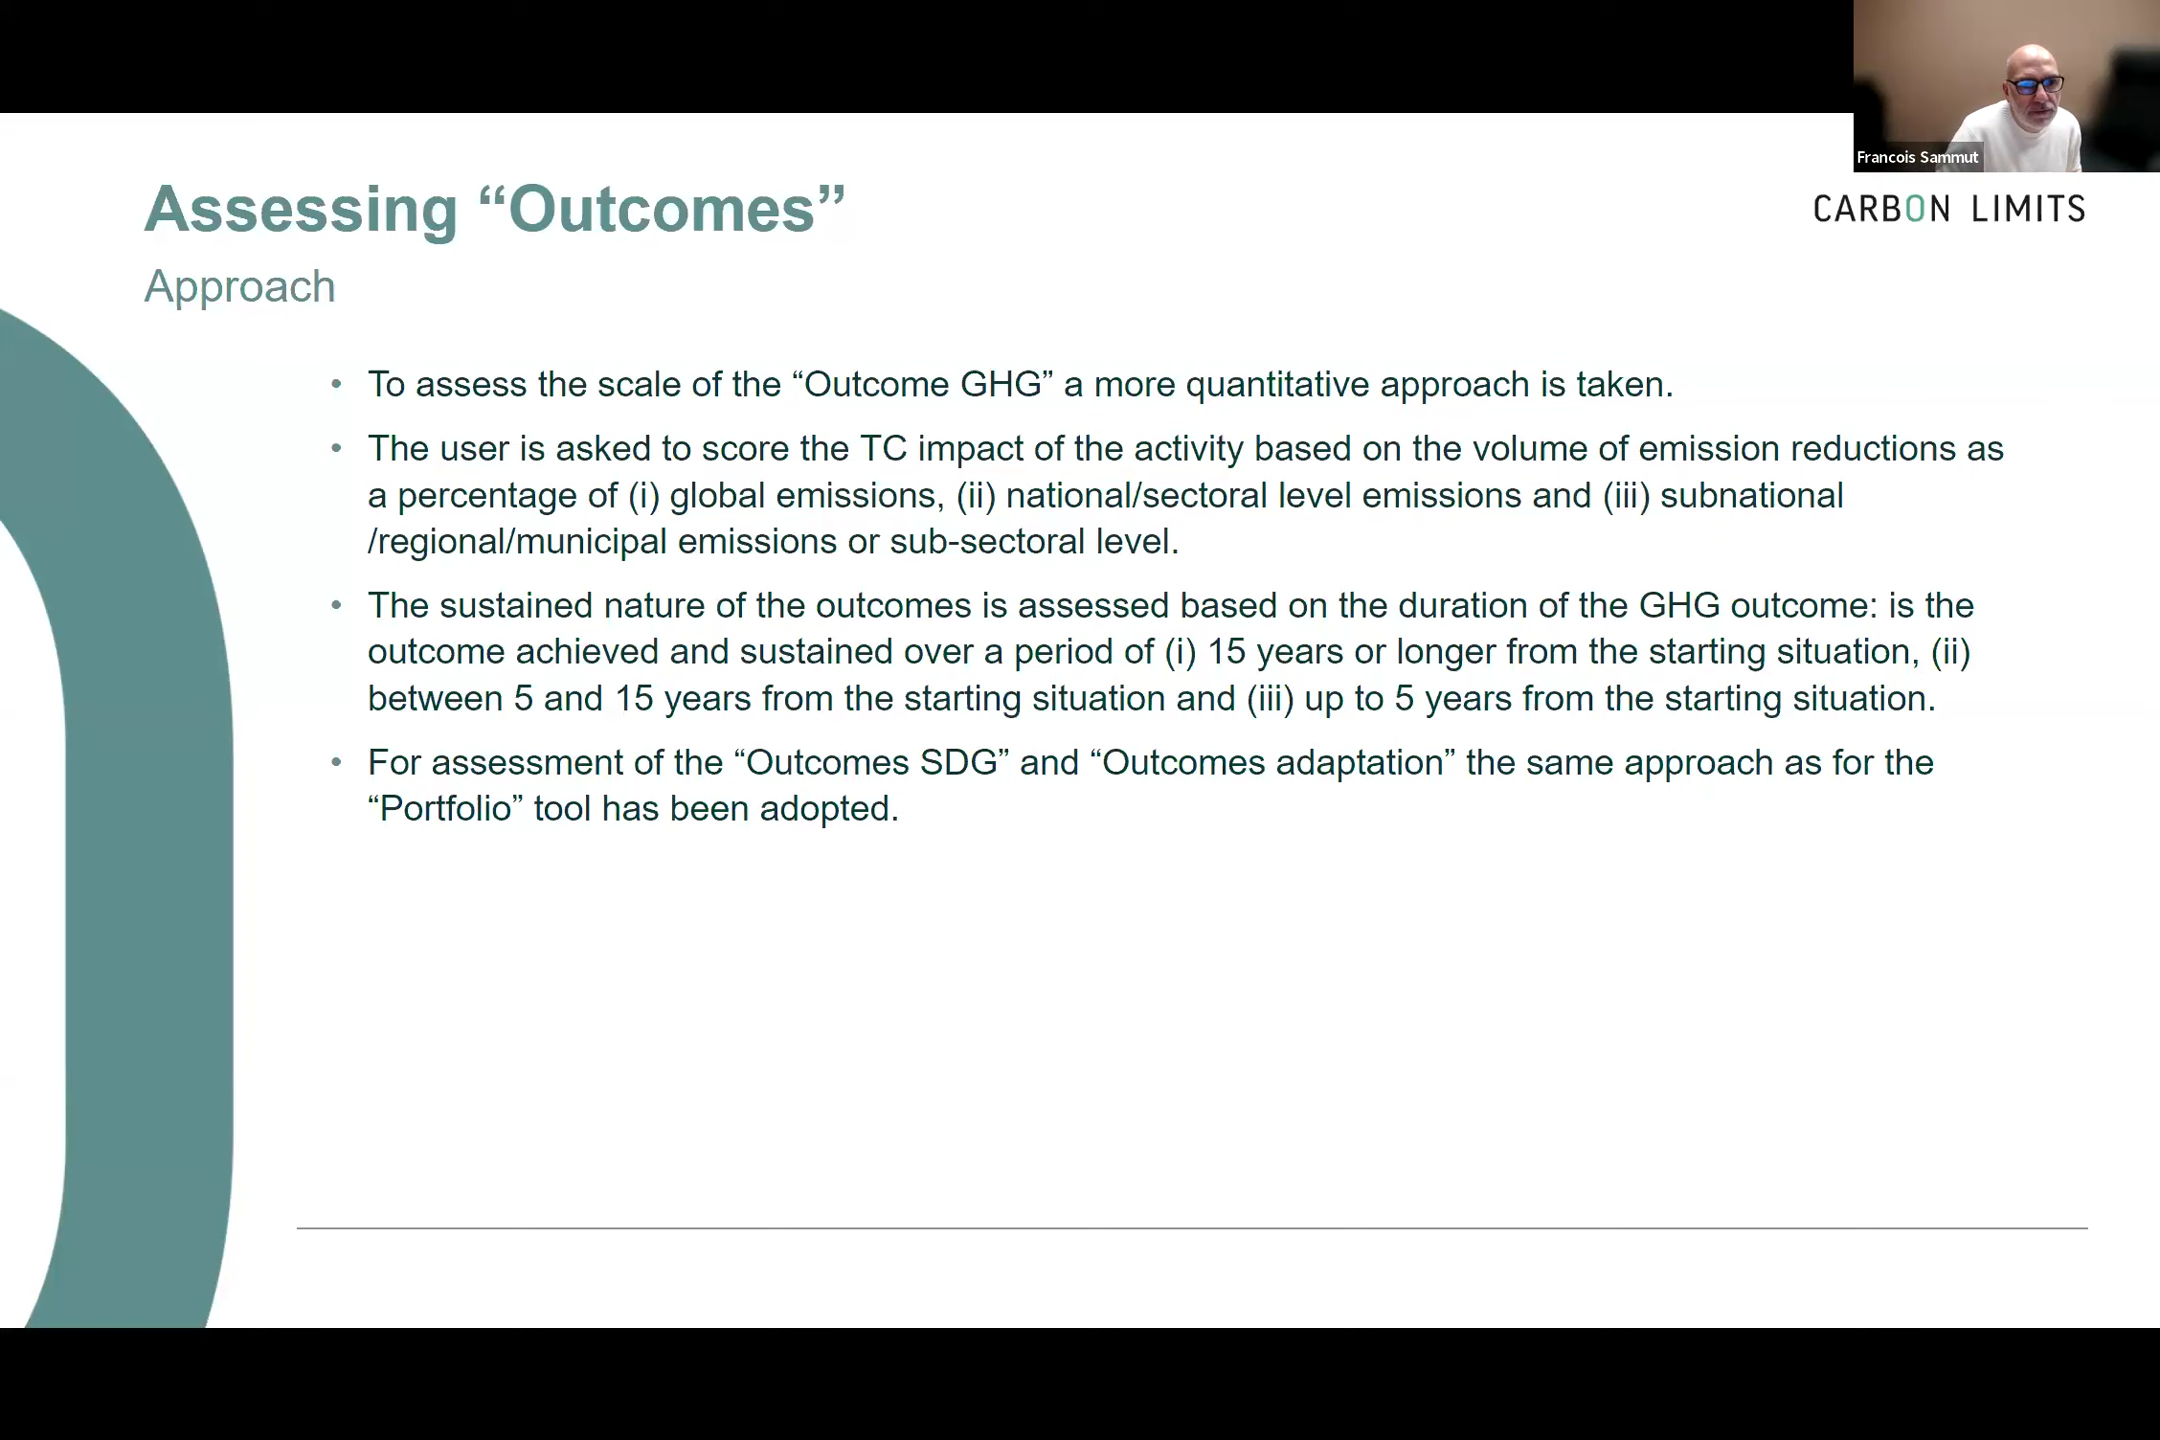 Francois Sammut
CARBON LIMITS
Assessing “Outcomes”
Approach
• To assess the scale of the “Outcome GHG” a more quantitative approach is taken.
• The user is asked to score the TC impact of the activity based on the volume of emission reductions as
a percentage of (i) global emissions, (ii) national/sectoral level emissions and (iii) subnational
/regional/municipal emissions or sub-sectoral level.
• The sustained nature of the outcomes is assessed based on the duration of the GHG outcome: is the
outcome achieved and sustained over a period of (i) 15 years or longer from the starting situation, (ii)
between 5 and 15 years from the starting situation and (iii) up to 5 years from the starting situation.
• For assessment of the “Outcomes SDG” and “Outcomes adaptation” the same approach as for the
“Portfolio” tool has been adopted.